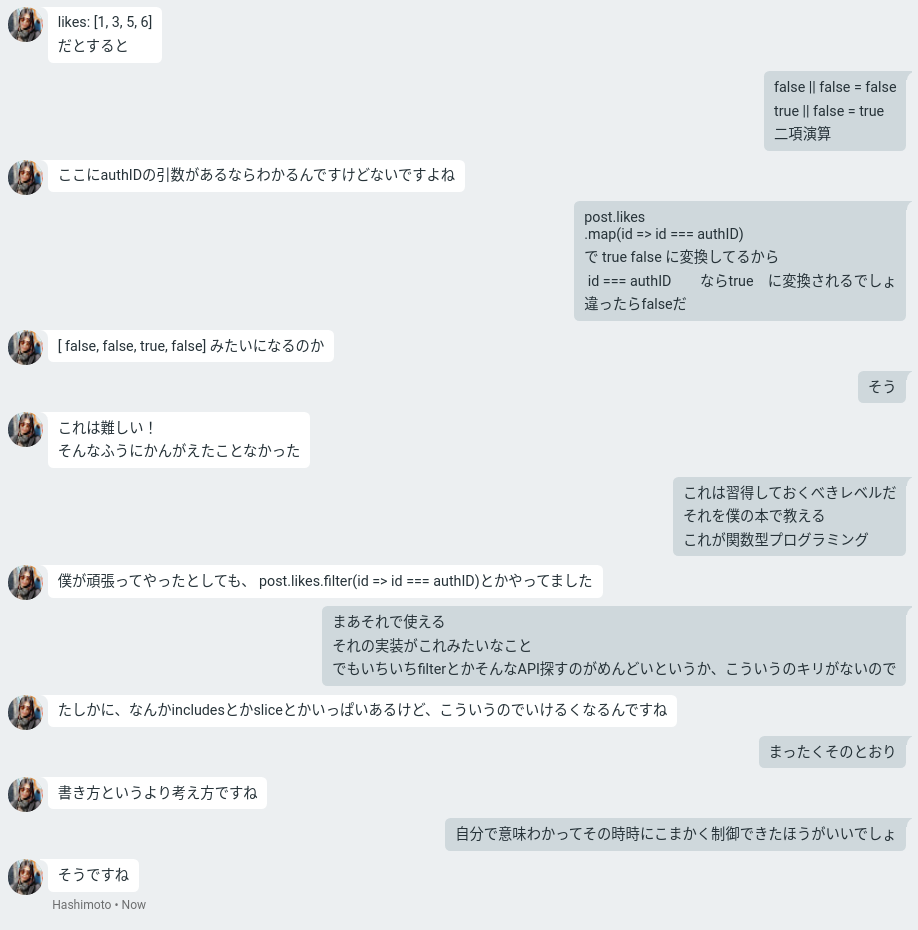 likes: [1, 3, 5, 6]
だとすると
false || false = false
true || false = true
二項演算
ここにauthIDの引数があるならわかるんですけどないですよね
post.likes
.map(id => id === authID)
で true false に変換してるから
id === authID　　ならtrue　に変換されるでしょ
違ったらfalseだ
[ false, false, true, false] みたいになるのか
そう
これは難しい！
そんなふうにかんがえたことなかった
これは習得しておくべきレベルだ
それを僕の本で教える
これが関数型プログラミング
僕が頑張ってやったとしても、 post.likes.filter(id => id === authID)とかやってました
まあそれで使える
それの実装がこれみたいなこと
でもいちいちfilterとかそんなAPI探すのがめんどいというか、こういうのキリがないので
たしかに、なんかincludesとかsliceとかいっぱいあるけど、こういうのでいけるくなるんですね
まったくそのとおり
書き方というより考え方ですね
自分で意味わかってその時時にこまかく制御できたほうがいいでしょ
そうですね
Hashimoto • Now